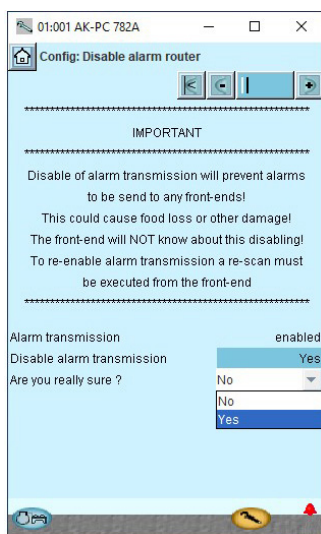 01:001 AK-PC 782A
Config: Disable alarm router
************************************************************
IMPORTANT
************************************************************
Disable of alarm transmission will prevent alarms
to be send to any front-ends!
This could cause food loss or other damage!
The front-end will NOT know about this disabling!
To re-enable alarm transmission a re-scan must
be executed from the front-end
************************************************************
Alarm transmission enabled
Disable alarm transmission Yes
Are you really sure ? No
No
Yes